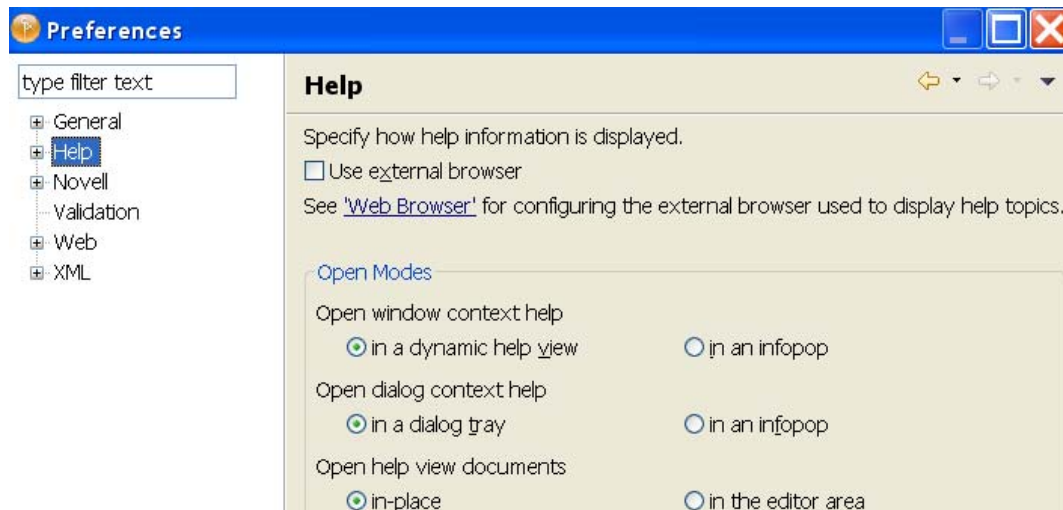 Preferences
type filter text
General
Help
Novell
Validation
Web
XML
Help
Specify how help information is displayed.
Use external browser
See 'Web Browser' for configuring the external browser used to display help topics.
Open Modes
Open window context help
in a dynamic help view in an infopop
Open dialog context help
in a dialog tray in an infopop
Open help view documents
in-place in the editor area